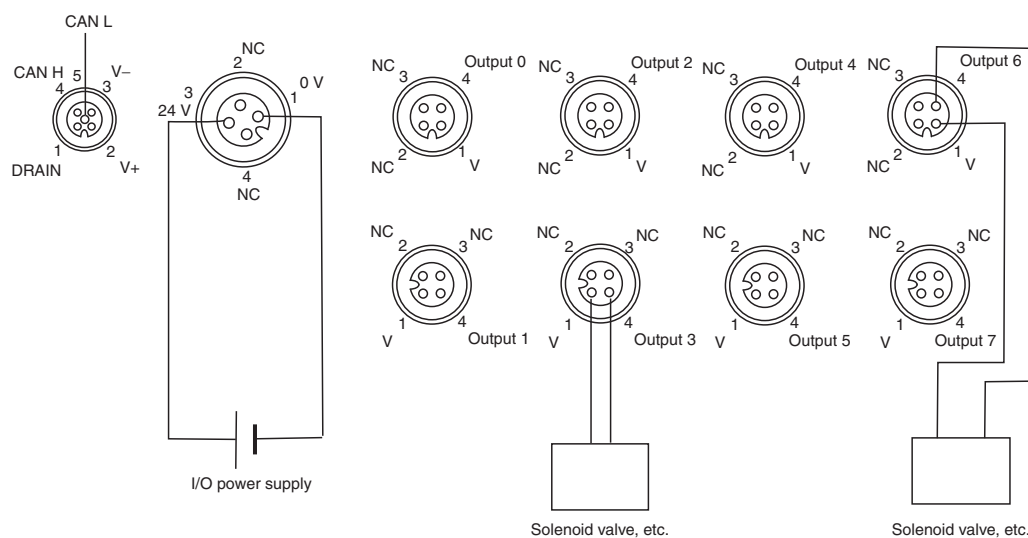 CAN L
CAN H
5
V–
4
3
1
2
DRAIN
V+
NC
2
0 V
3
24 V
1
4
NC
I/O power supply
NC
3
Output 0
4
NC
2
1
V
NC
3
Output 2
4
NC
2
1
V
NC
3
Output 4
4
NC
2
1
V
NC
3
4
Output 6
NC
2
1
V
NC
2
3
NC
1
4
V
Output 1
NC
2
3
NC
1
4
V
Output 3
NC
2
3
NC
1
4
V
Output 5
NC
2
3
NC
1
4
V
Output 7
Solenoid valve, etc.
Solenoid valve, etc.